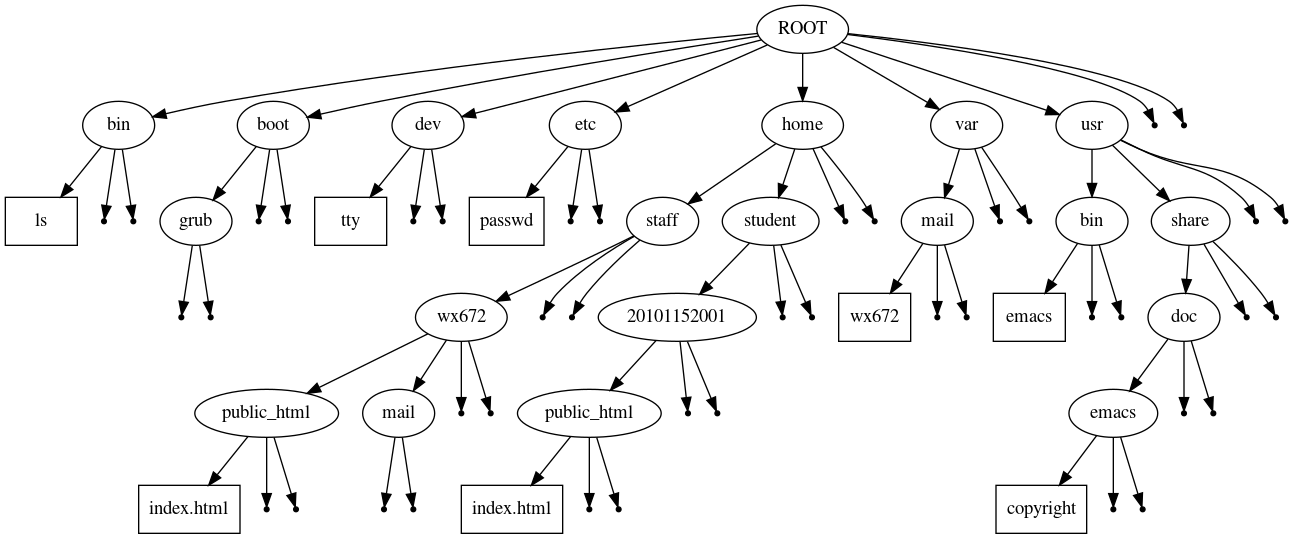 ROOT
bin boot dev etc home var usr
ls grub tty passwd staff student mail bin share
wx672 20101152001 wx672 emacs doc
public_html mail public_html emacs
index.html index.html copyright